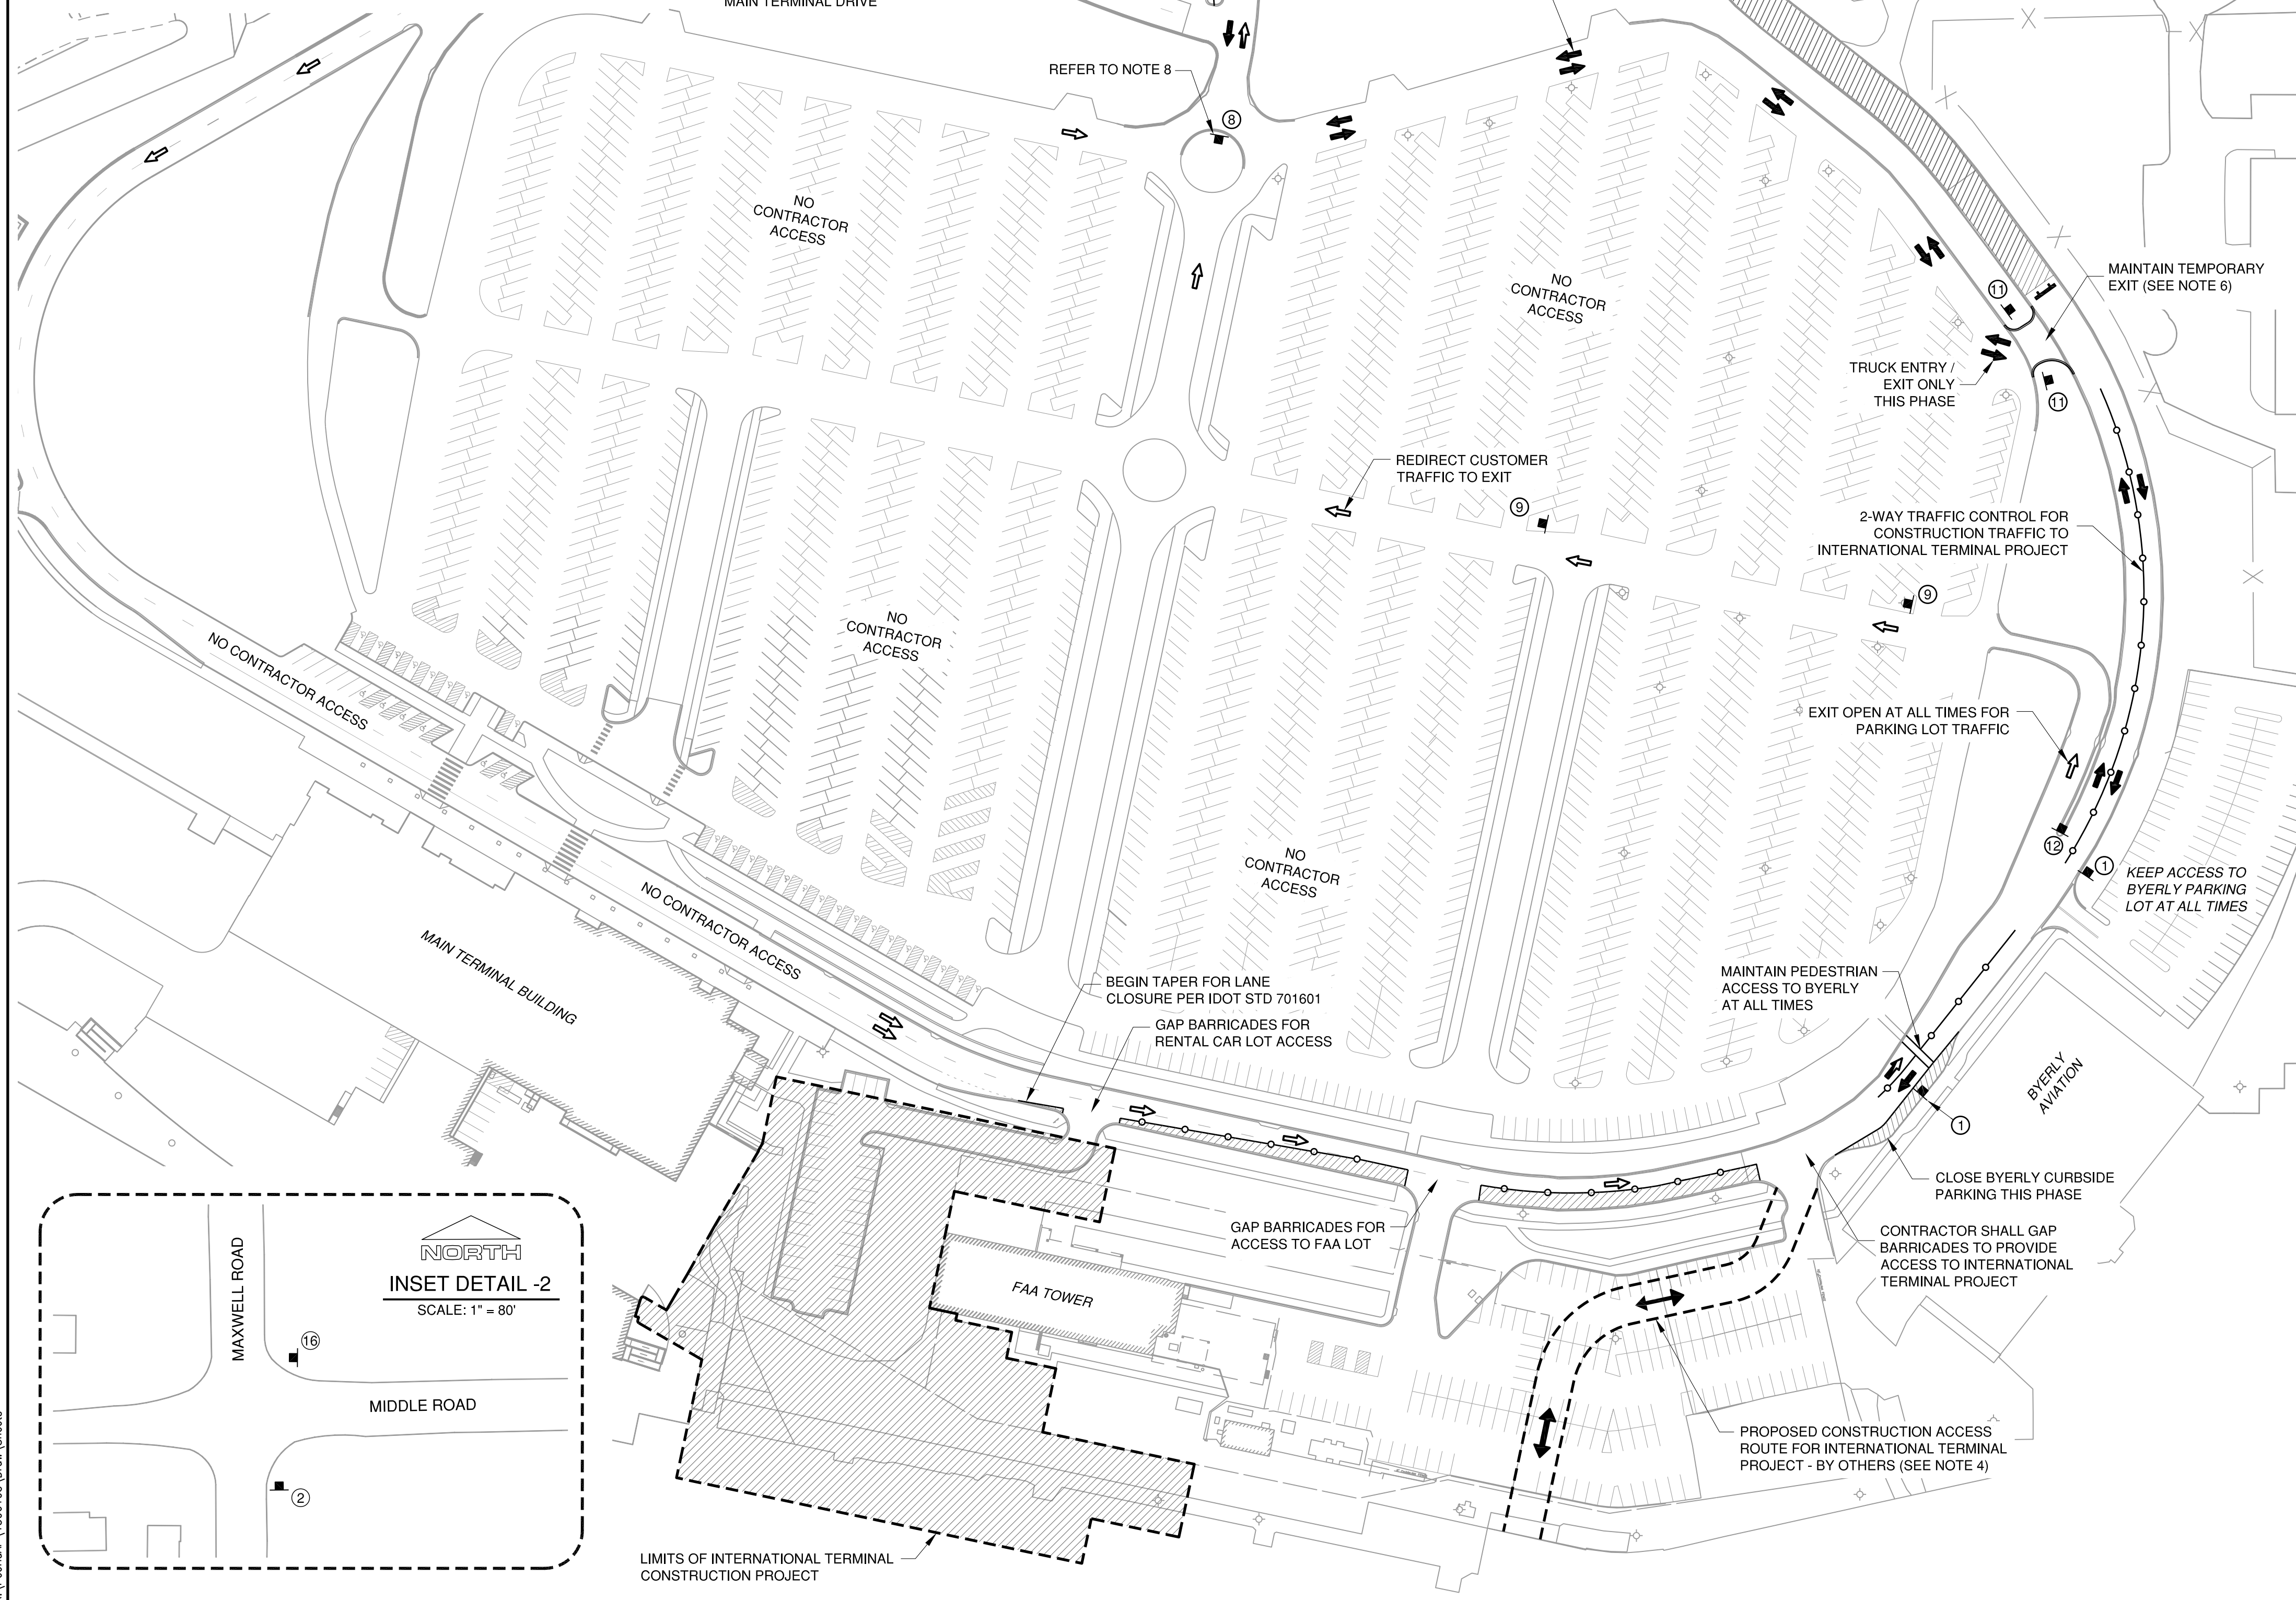 MAIN TERMINAL DRIVE
REFER TO NOTE 8
8
NO
CONTRACTOR
ACCESS
NO
CONTRACTOR
ACCESS
11
MAINTAIN TEMPORARY
EXIT (SEE NOTE 6)
TRUCK ENTRY /
EXIT ONLY
THIS PHASE
11
REDIRECT CUSTOMER
TRAFFIC TO EXIT
9
2-WAY TRAFFIC CONTROL FOR
CONSTRUCTION TRAFFIC TO
INTERNATIONAL TERMINAL PROJECT
9
NO CONTRACTOR ACCESS
NO
CONTRACTOR
ACCESS
EXIT OPEN AT ALL TIMES FOR
PARKING LOT TRAFFIC
12
1
KEEP ACCESS TO
BYERLY PARKING
LOT AT ALL TIMES
NO
CONTRACTOR
ACCESS
NO CONTRACTOR ACCESS
MAIN TERMINAL BUILDING
BEGIN TAPER FOR LANE
CLOSURE PER IDOT STD 701601
GAP BARRICADES FOR
RENTAL CAR LOT ACCESS
MAINTAIN PEDESTRIAN
ACCESS TO BYERLY
AT ALL TIMES
BYERLY
AVIATION
1
CLOSE BYERLY CURBSIDE
PARKING THIS PHASE
GAP BARRICADES FOR
ACCESS TO FAA LOT
CONTRACTOR SHALL GAP
BARRICADES TO PROVIDE
ACCESS TO INTERNATIONAL
TERMINAL PROJECT
FAA TOWER
PROPOSED CONSTRUCTION ACCESS
ROUTE FOR INTERNATIONAL TERMINAL
PROJECT - BY OTHERS (SEE NOTE 4)
LIMITS OF INTERNATIONAL TERMINAL
CONSTRUCTION PROJECT
NORTH
INSET DETAIL -2
SCALE: 1" = 80'
MAXWELL ROAD
16
MIDDLE ROAD
2